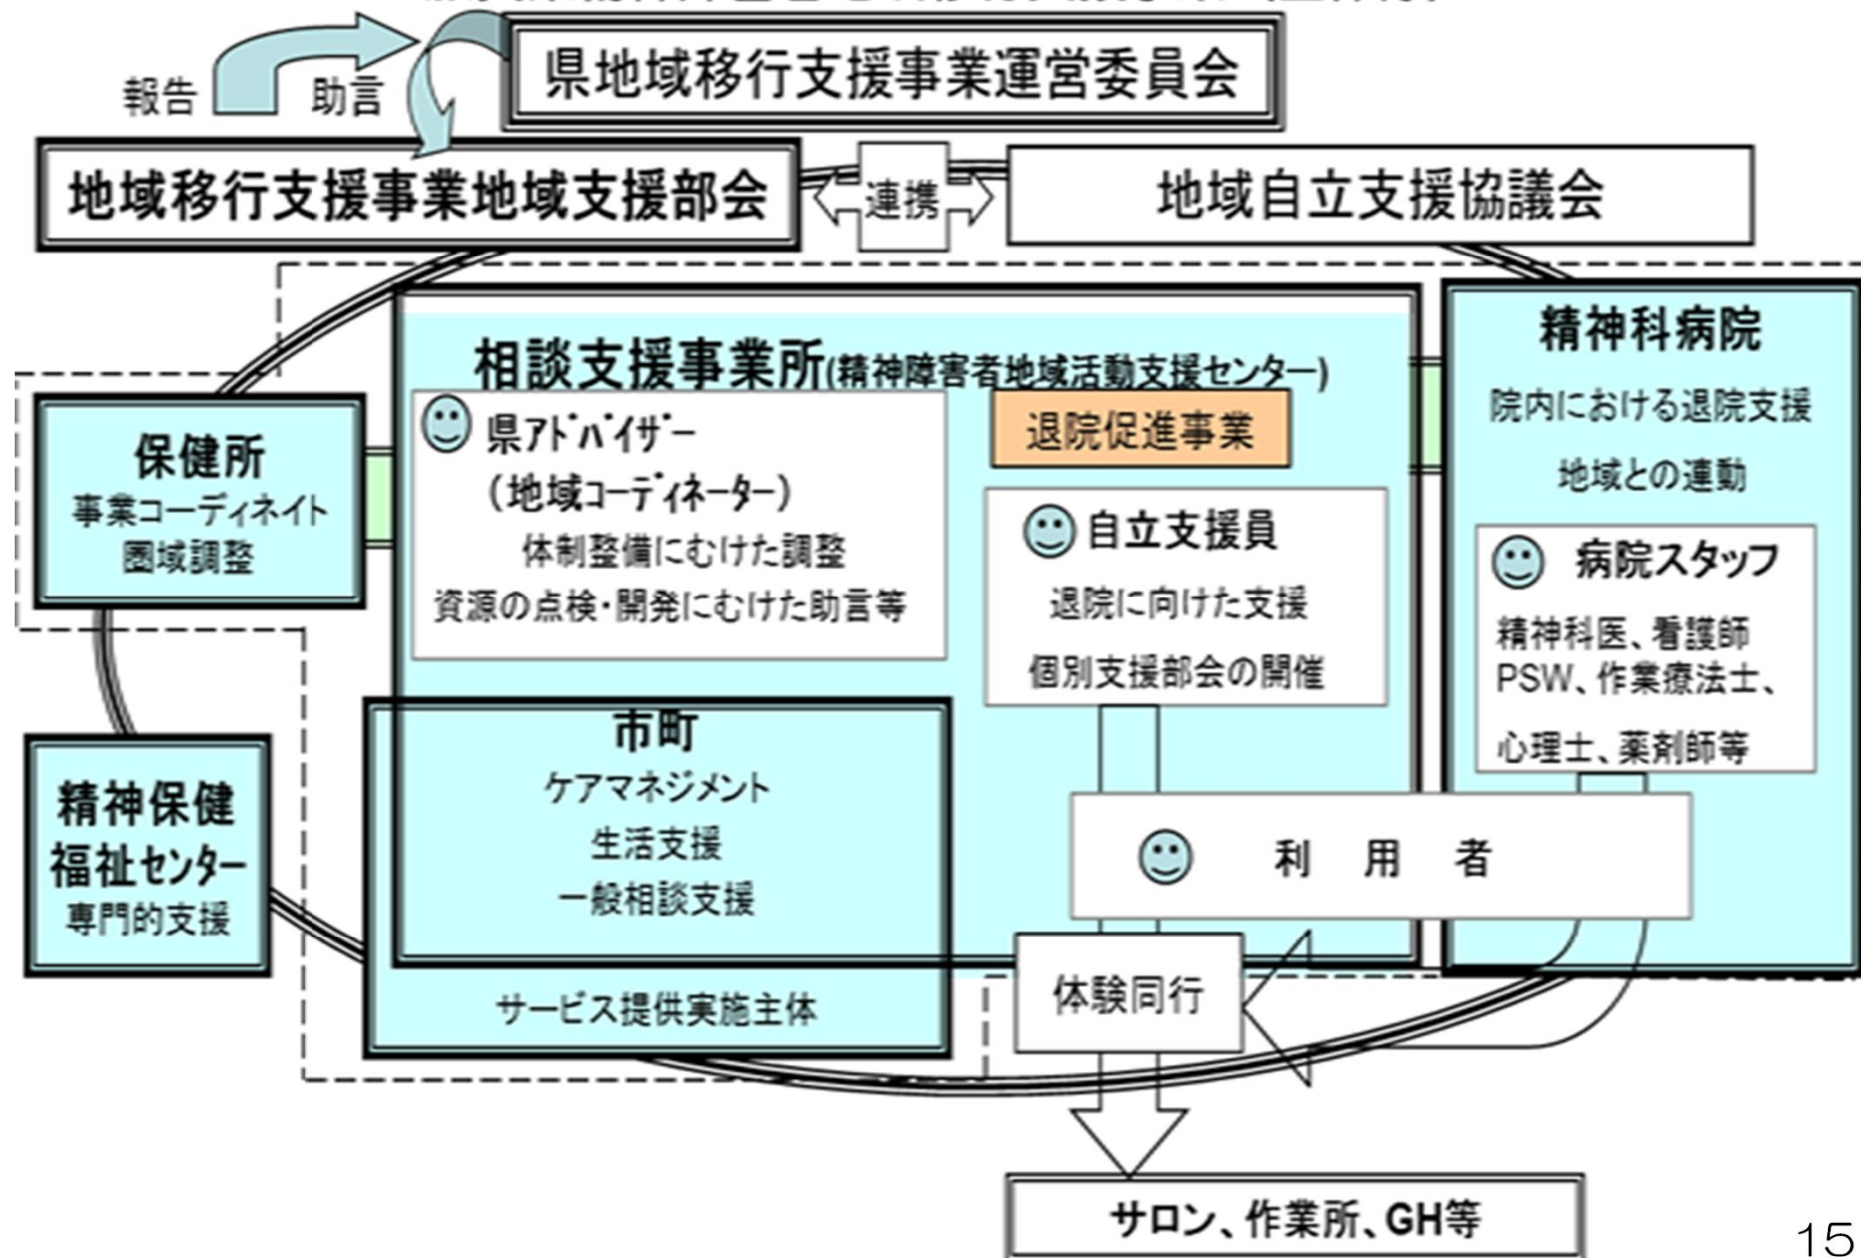 報告
助言
県地域移行支援事業運営委員会
地域移行支援事業地域支援部会
連携
地域自立支援協議会
相談支援事業所(精神障害者地域活動支援センター)
精神科病院
院内における退院支援
地域との連動
保健所
事業コーディネイト
圏域調整
県ｱﾄﾞﾊﾞｲｻﾞｰ
(地域ｺｰﾃﾞｨﾈｰﾀｰ)
体制整備にむけた調整
資源の点検・開発にむけた助言等
退院促進事業
自立支援員
退院に向けた支援
個別支援部会の開催
病院スタッフ
精神科医、看護師
PSW、作業療法士、
心理士、薬剤師等
市町
ケアマネジメント
生活支援
一般相談支援
サービス提供実施主体
精神保健
福祉センター
専門的支援
利 用 者
体験同行
サロン、作業所、GH等
15